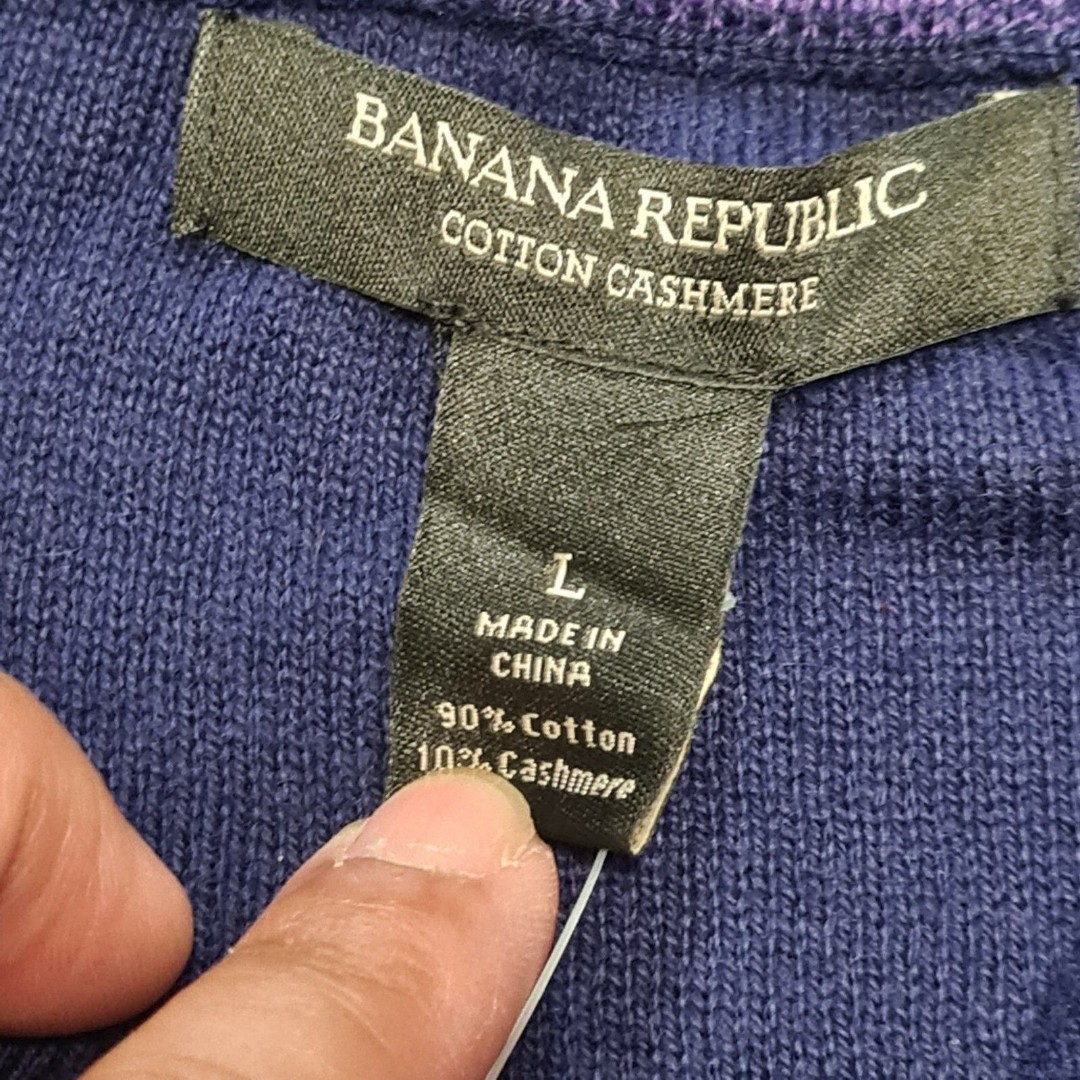 BANANA REPUBLIC
COTTON CASHMERE
L
MADE IN
CHINA
90% Cotton
10% Cashmere